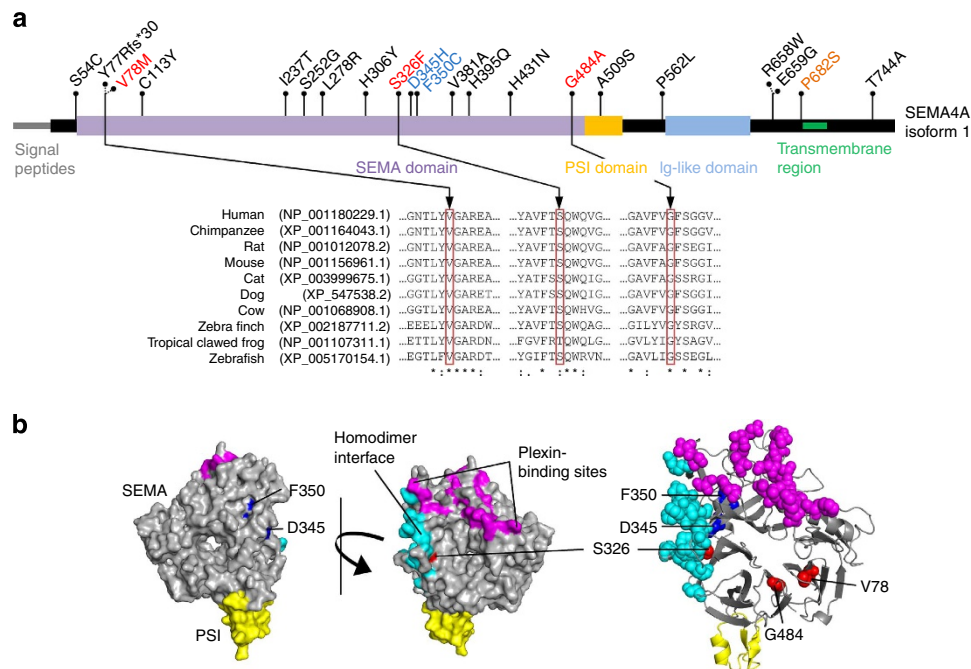 a
S54C Y77Rfs*30 V78M C113Y I237T S252G L278R H306Y S326F D345H F350C V381A H395Q H431N G484A A509S P562L R658W E659G P682S T744A
SEMA4A
isoform 1
Signal
peptides
SEMA domain
PSI domain
Ig-like domain
Transmembrane
region
Human (NP_001180229.1) ...GNTLYVGAREA... ...YAVFTSQWQVG... ...GAVFVGFSGGV...
Chimpanzee (XP_001164043.1) ...GNTLYVGAREA... ...YAVFTSQWQVG... ...GAVFVGFSGGV...
Rat (NP_001012078.2) ...GNTLYVGAREA... ...YAVFTSQWQVG... ...GAVFAGFSEGI...
Mouse (NP_001156961.1) ...GNTLYVGAREA... ...YAVFTSQWQVG... ...GAVFAGFSGGI...
Cat (XP_003999675.1) ...GGTLYVGAREA... ...YATFSSQWQIG... ...GAVFVGSSRGI...
Dog (XP_547538.2) ...GGTLYVGARET... ...YATFSSQWQIG... ...GAVFVGFSGGI...
Cow (NP_001068908.1) ...GGTLYVGAREA... ...YAVFTSQWHVG... ...GAVFVGFSGGI...
Zebra finch (XP_002187711.2) ...EEELYVGARDW... ...YAVFTSQWQAG... ...GILYVGYSRGV...
Tropical clawed frog (NP_001107311.1) ...ETTLYVGARDN... ...FGVFRTQWQLG... ...GVLYIGYSAGV...
Zebrafish (XP_005170154.1) ...EGTLFVGARDT... ...YGIFTSQWRVN... ...GAVLIGSSEGL...
*:****: :. * :** * : * * *:
b
SEMA
F350
D345
PSI
Homodimer
interface
Plexin-
binding sites
F350
D345
S326
V78
G484